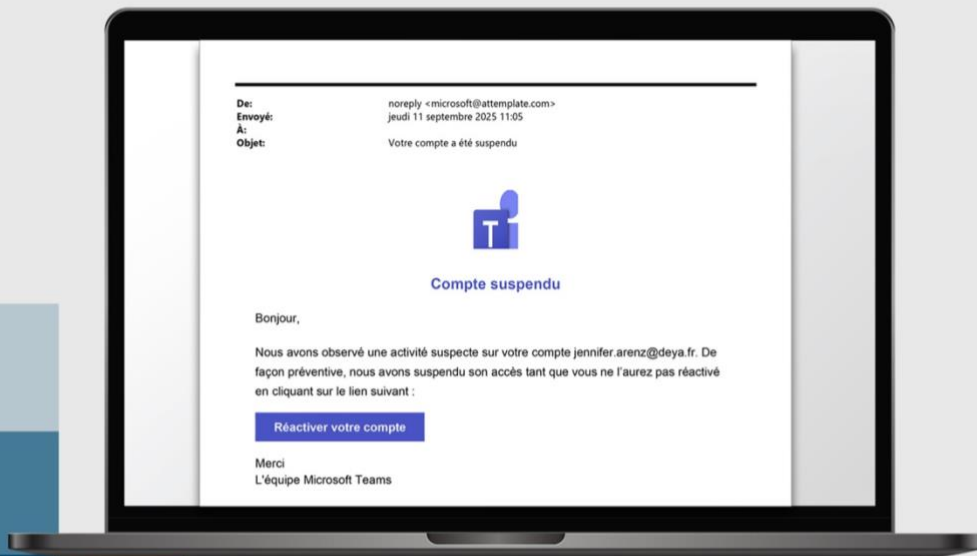 De: noreply <microsoft@attemplate.com>
Envoyé: jeudi 11 septembre 2025 11:05
À:
Objet: Votre compte a été suspendu
T
Compte suspendu
Bonjour,
Nous avons observé une activité suspecte sur votre compte jennifer.arenz@deya.fr. De
façon préventive, nous avons suspendu son accès tant que vous ne l'aurez pas réactivé
en cliquant sur le lien suivant :
Réactiver votre compte
Merci
L'équipe Microsoft Teams